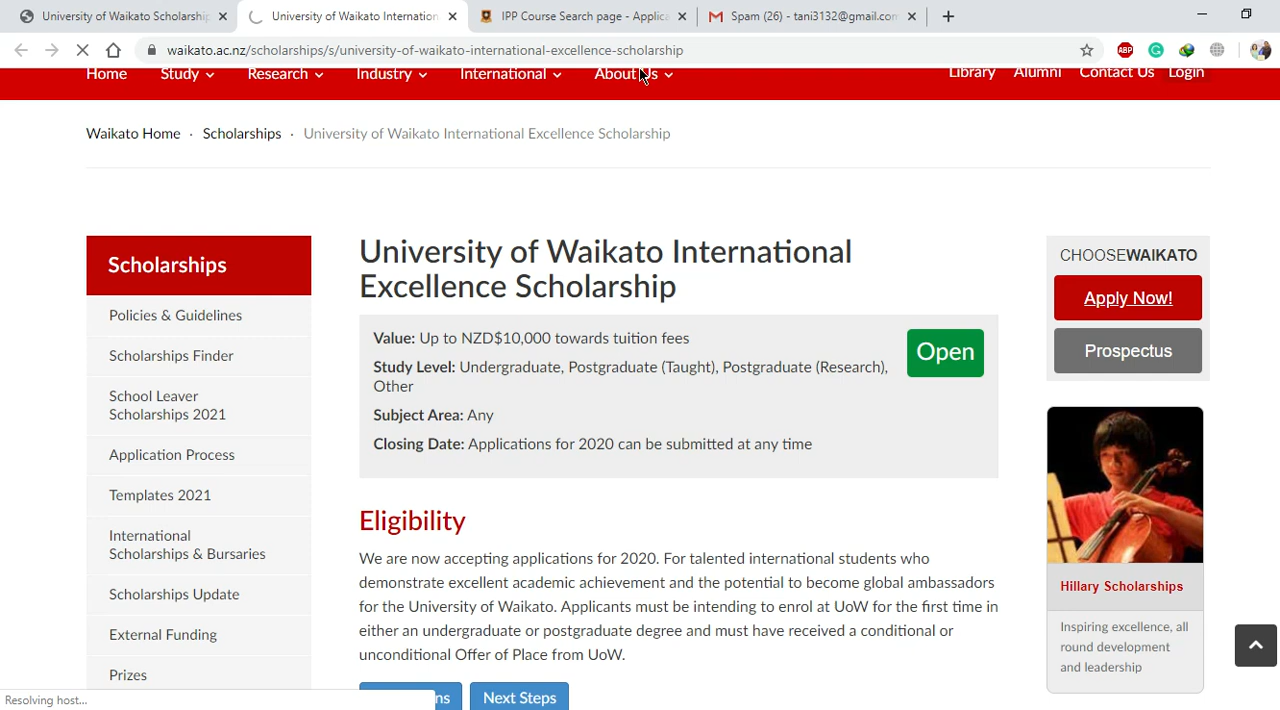 University of Waikato Scholarship
University of Waikato Internation
IPP Course Search page - Applica
Spam (26) - tani3132@gmail.com
waikato.ac.nz/scholarships/s/university-of-waikato-international-excellence-scholarship
ABP
Home
Study
Research
Industry
International
About Us
Library
Alumni
Contact Us
Login
Waikato Home · Scholarships · University of Waikato International Excellence Scholarship
Scholarships
Policies & Guidelines
Scholarships Finder
School Leaver
Scholarships 2021
Application Process
Templates 2021
International
Scholarships & Bursaries
Scholarships Update
External Funding
Prizes
University of Waikato International
Excellence Scholarship
Value: Up to NZD$10,000 towards tuition fees
Study Level: Undergraduate, Postgraduate (Taught), Postgraduate (Research),
Other
Subject Area: Any
Closing Date: Applications for 2020 can be submitted at any time
Open
Eligibility
We are now accepting applications for 2020. For talented international students who
demonstrate excellent academic achievement and the potential to become global ambassadors
for the University of Waikato. Applicants must be intending to enrol at UoW for the first time in
either an undergraduate or postgraduate degree and must have received a conditional or
unconditional Offer of Place from UoW.
Next Steps
CHOOSEWAIKATO
Apply Now!
Prospectus
Hillary Scholarships
Inspiring excellence, all
round development
and leadership
Resolving host...